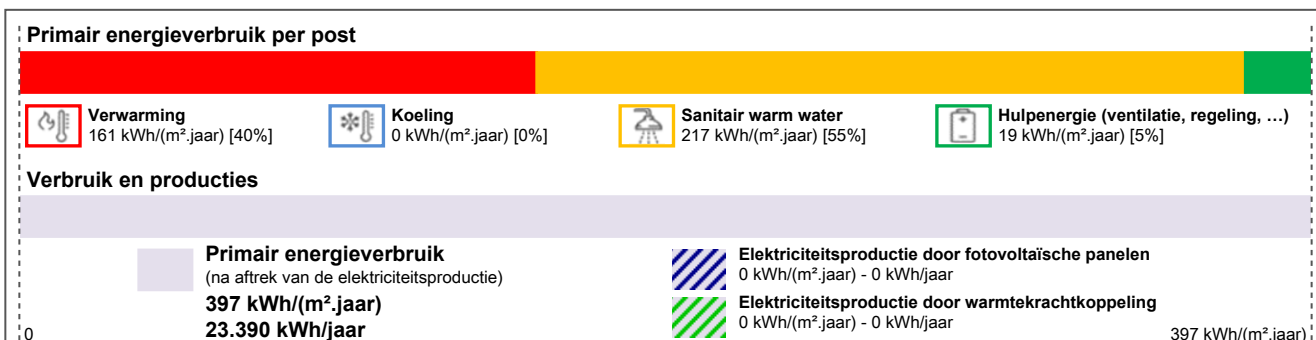 Primair energieverbruik per post
Verwarming
161 kWh/(m².jaar) [40%]
Koeling
0 kWh/(m².jaar) [0%]
Sanitair warm water
217 kWh/(m².jaar) [55%]
Hulpenergie (ventilatie, regeling, …)
19 kWh/(m².jaar) [5%]
Verbruik en producties
Primair energieverbruik
(na aftrek van de elektriciteitsproductie)
397 kWh/(m².jaar)
23.390 kWh/jaar
Elektriciteitsproductie door fotovoltaïsche panelen
0 kWh/(m².jaar) - 0 kWh/jaar
Elektriciteitsproductie door warmtekrachtkoppeling
0 kWh/(m².jaar) - 0 kWh/jaar
0
397 kWh/(m².jaar)